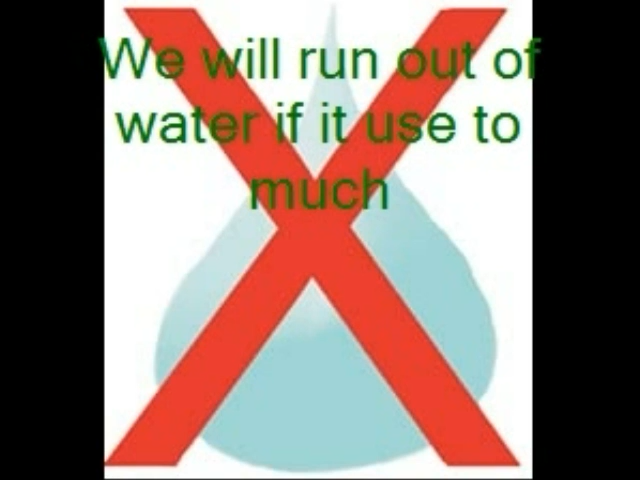 We will run out of
water if it use to
much